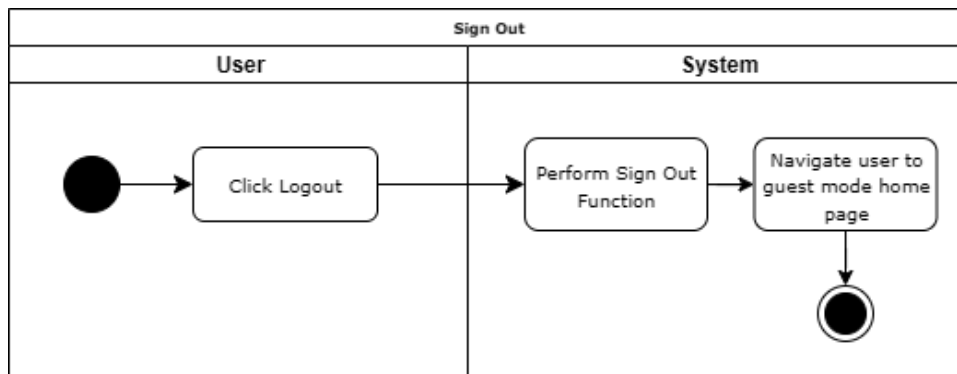 Sign Out
User
System
Click Logout
Perform Sign Out
Function
Navigate user to
guest mode home
page